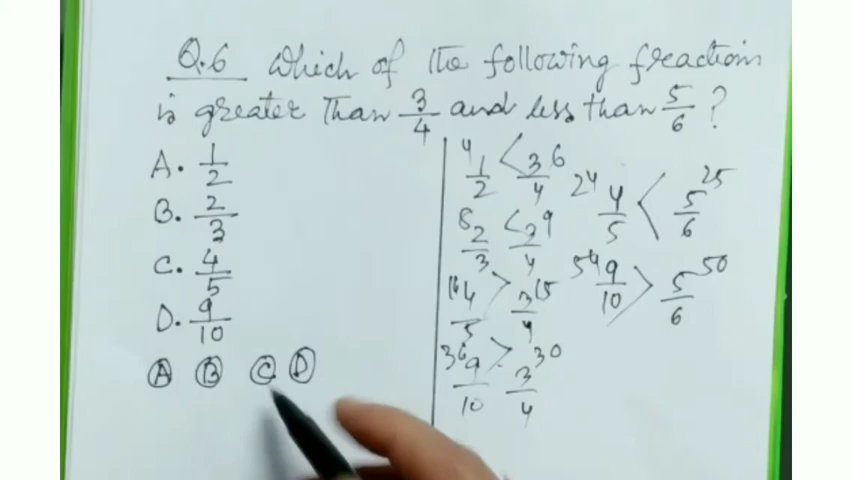 Q.6 Which of the following fractions
is greater than 3/4 and less than 5/6 ?
A. 1/2
B. 2/3
C. 4/5
D. 9/10
A B C D
4 1/2 < 3/4 6
8 2/3 < 3/4 9
16 4/5 > 3/4 15
36 9/10 > 3/4 30
24 4/5 < 5/6 25
54 9/10 > 5/6 50